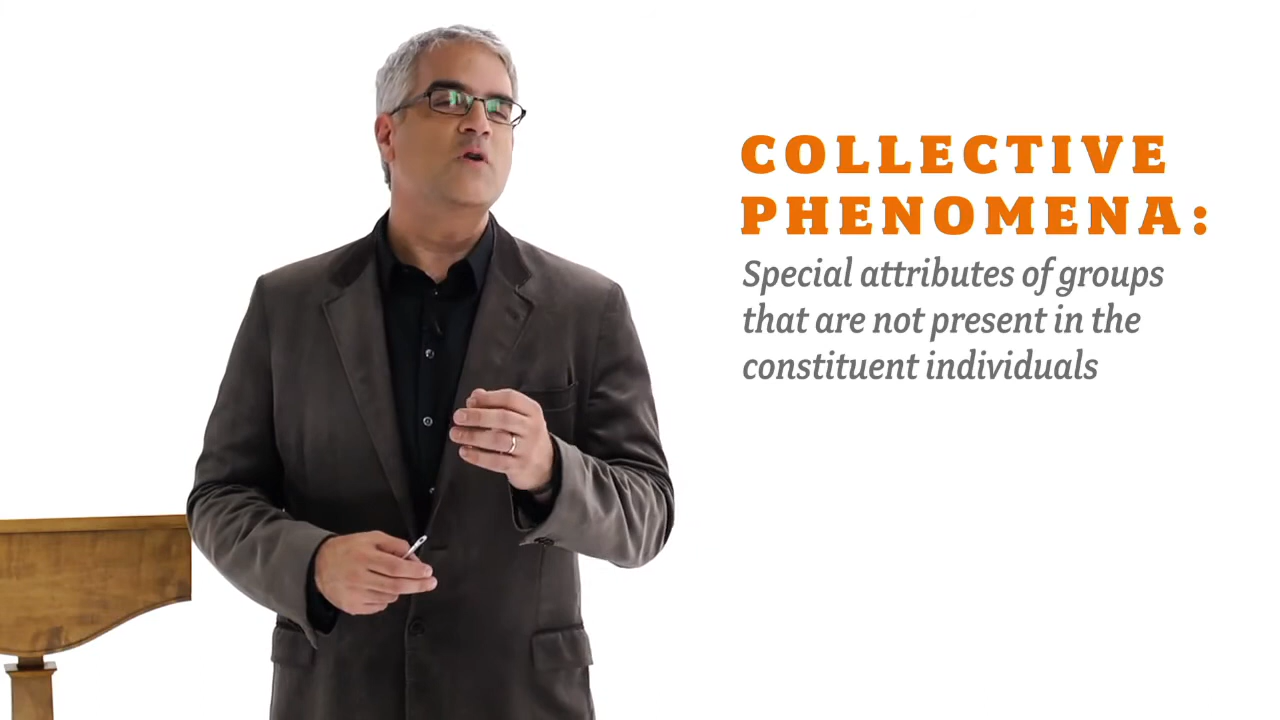 COLLECTIVE
PHENOMENA:
Special attributes of groups
that are not present in the
constituent individuals